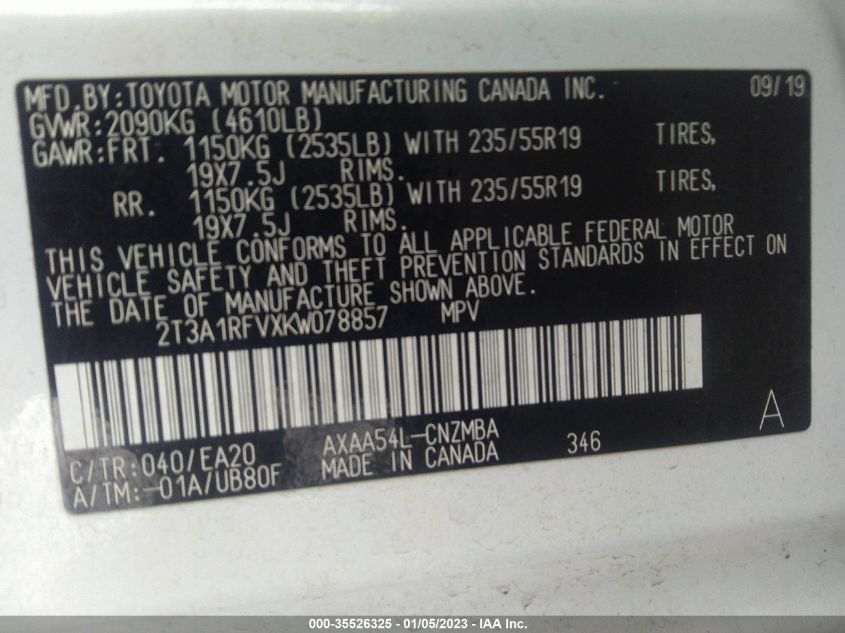 MFD.BY:TOYOTA MOTOR MANUFACTURING CANADA INC. 09/19
GVWR:2090KG (4610LB)
GAWR:FRT. 1150KG (2535LB) WITH 235/55R19 TIRES,
19X7.5J RIMS.
RR. 1150KG (2535LB) WITH 235/55R19 TIRES,
19X7.5J RIMS.
THIS VEHICLE CONFORMS TO ALL APPLICABLE FEDERAL MOTOR
VEHICLE SAFETY AND THEFT PREVENTION STANDARDS IN EFFECT ON
THE DATE OF MANUFACTURE SHOWN ABOVE.
2T3A1RFVXKW078857 MPV
A
C/TR:040/EA20 AXAA54L-CNZMBA 346
A/TM:-01A/UB80F MADE IN CANADA
000-35526325 - 01/05/2023 - IAA Inc.